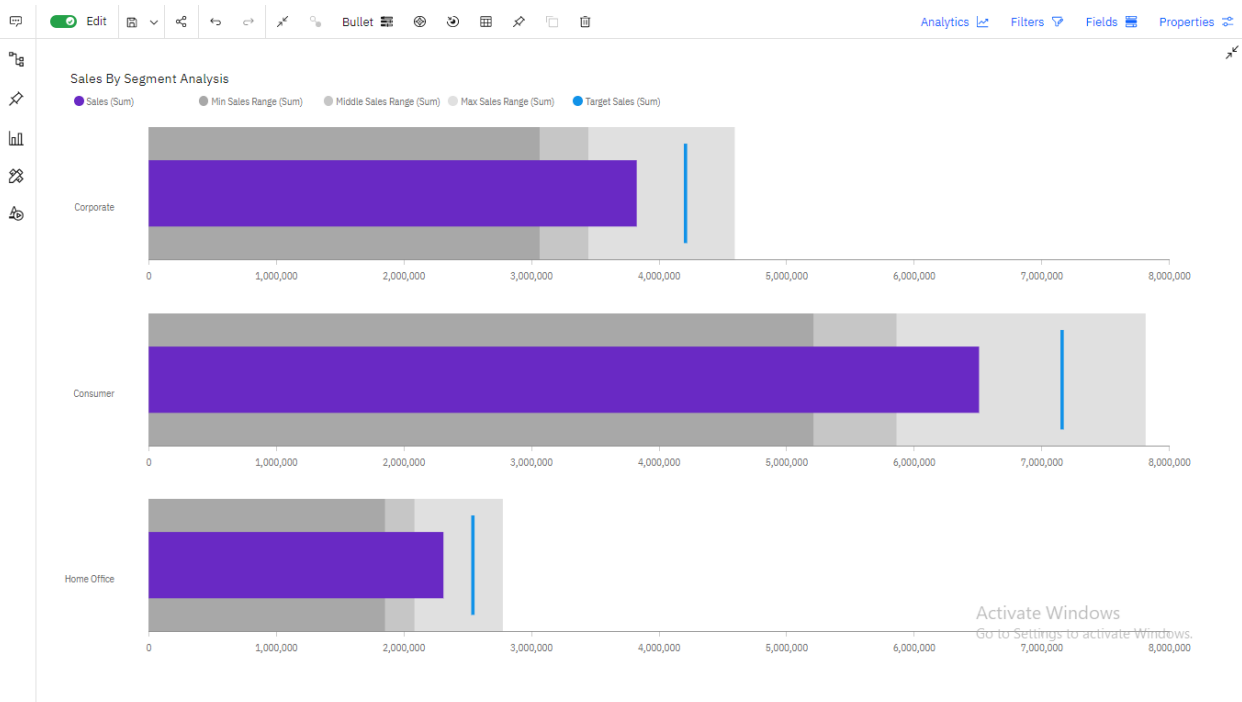 Edit Bullet Analytics Filters Fields Properties
Sales By Segment Analysis
Sales (Sum) Min Sales Range (Sum) Middle Sales Range (Sum) Max Sales Range (Sum) Target Sales (Sum)
Corporate
0 1,000,000 2,000,000 3,000,000 4,000,000 5,000,000 6,000,000 7,000,000 8,000,000
Consumer
0 1,000,000 2,000,000 3,000,000 4,000,000 5,000,000 6,000,000 7,000,000 8,000,000
Home Office
Activate Windows
Go to Settings to activate Windows.
0 1,000,000 2,000,000 3,000,000 4,000,000 5,000,000 6,000,000 7,000,000 8,000,000